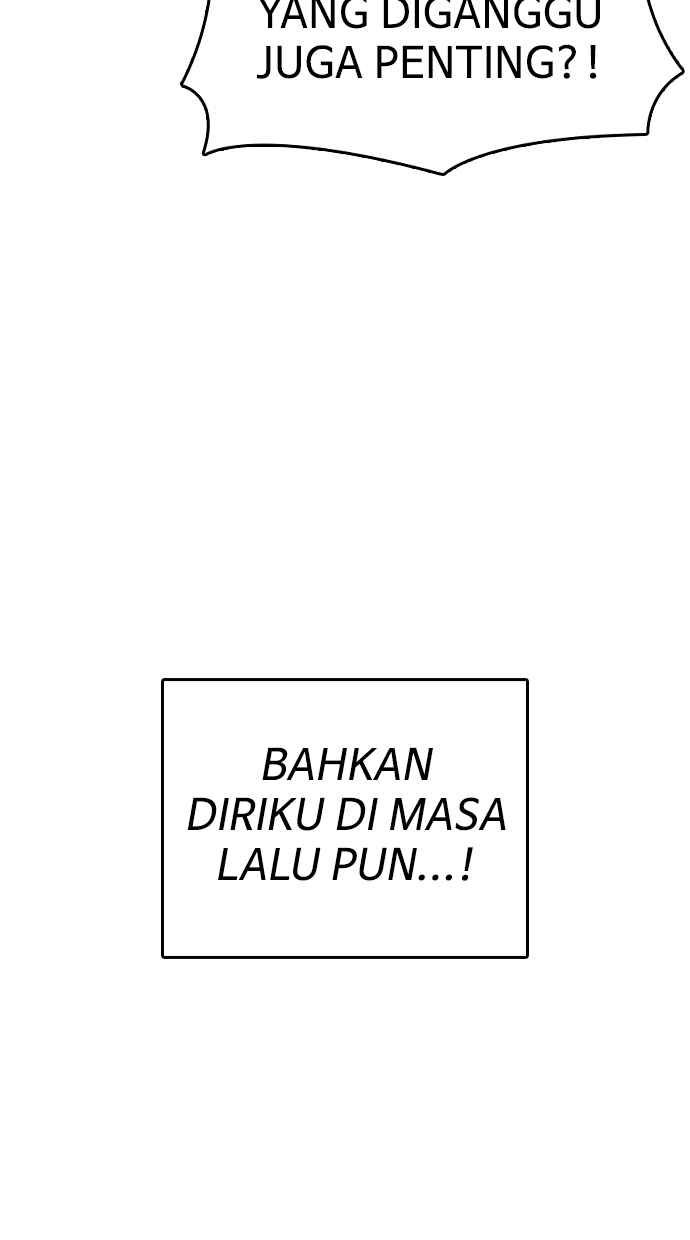 YANG DIGANGGU
JUGA PENTING?!
BAHKAN
DIRIKU DI MASA
LALU PUN...!